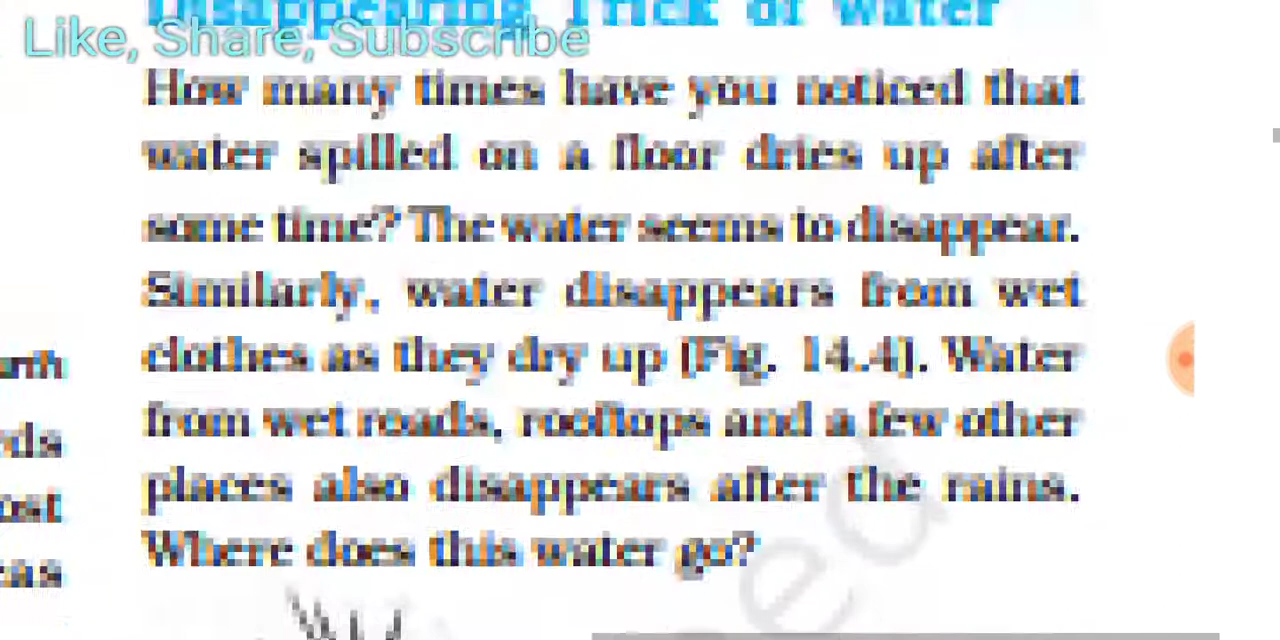 Disappearing Trick of Water
Like, Share, Subscribe
How many times have you noticed that
water spilled on a floor dries up after
some time? The water seems to disappear.
Similarly, water disappears from wet
clothes as they dry up (Fig. 14.4). Water
from wet roads, rooftops and a few other
places also disappears after the rains.
Where does this water go?